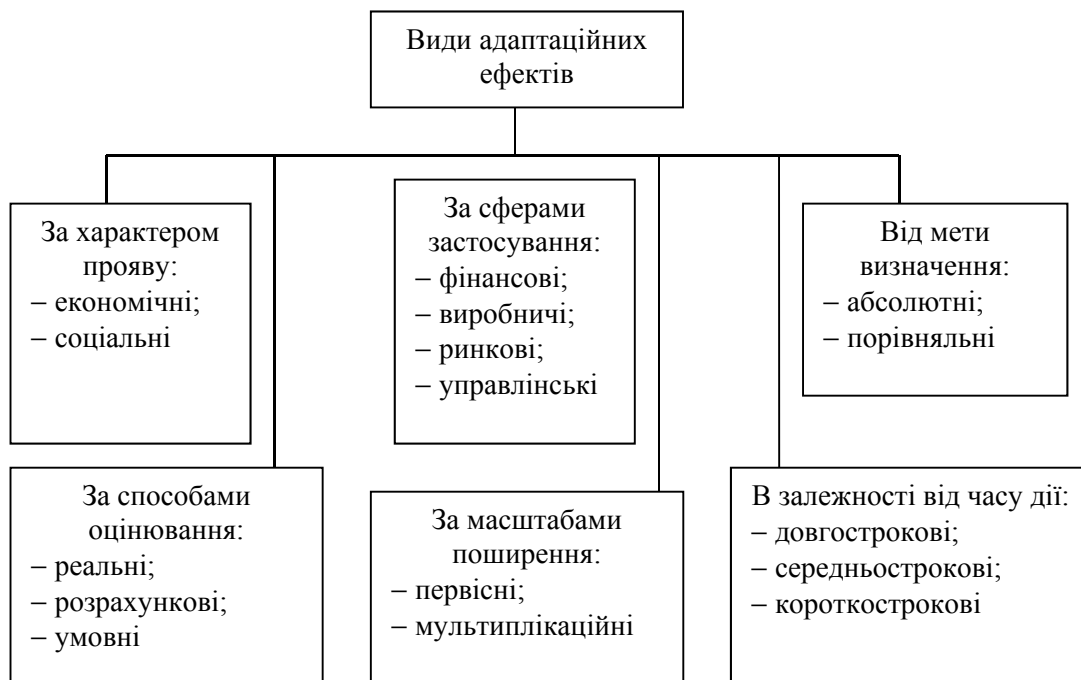 Види адаптаційних
ефектів
За характером
прояву:
− економічні;
− соціальні
За сферами
застосування:
− фінансові;
− виробничі;
− ринкові;
− управлінські
Від мети
визначення:
− абсолютні;
− порівняльні
За способами
оцінювання:
− реальні;
− розрахункові;
− умовні
За масштабами
поширення:
− первісні;
− мультиплікаційні
В залежності від часу дії:
− довгострокові;
− середньострокові;
− короткострокові